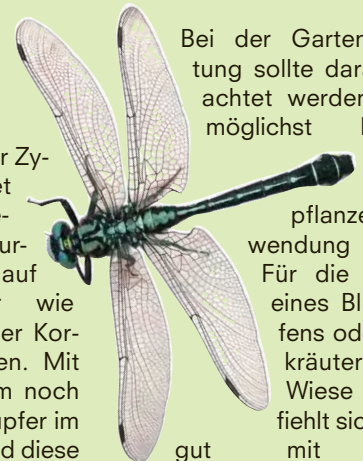 r Zy-
et
ur-
auf
wie
er Kor-
en. Mit
m noch
upfer im
d diese
Bei der Garten
tung sollte dar
achtet werden
möglichst
pflanze
wendung
Für die
eines Bl
fens od
kräuter
Wiese
fiehlt sic
gut mit